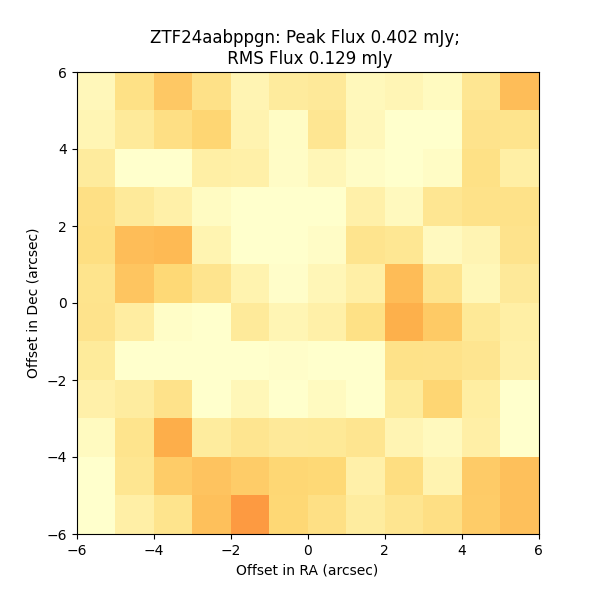 ZTF24aabppgn: Peak Flux 0.402 mJy;
RMS Flux 0.129 mJy
6
4
2
0
−2
−4
−6
Offset in Dec (arcsec)
−6 −4 −2 0 2 4 6
Offset in RA (arcsec)